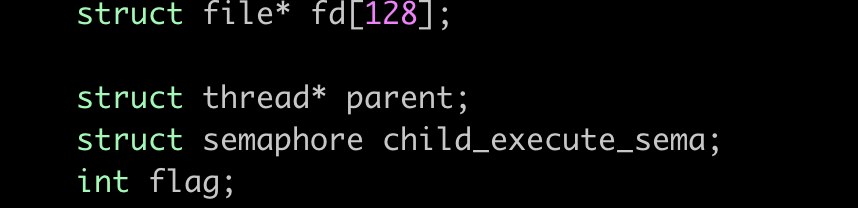 struct file* fd[128];
struct thread* parent;
struct semaphore child_execute_sema;
int flag;